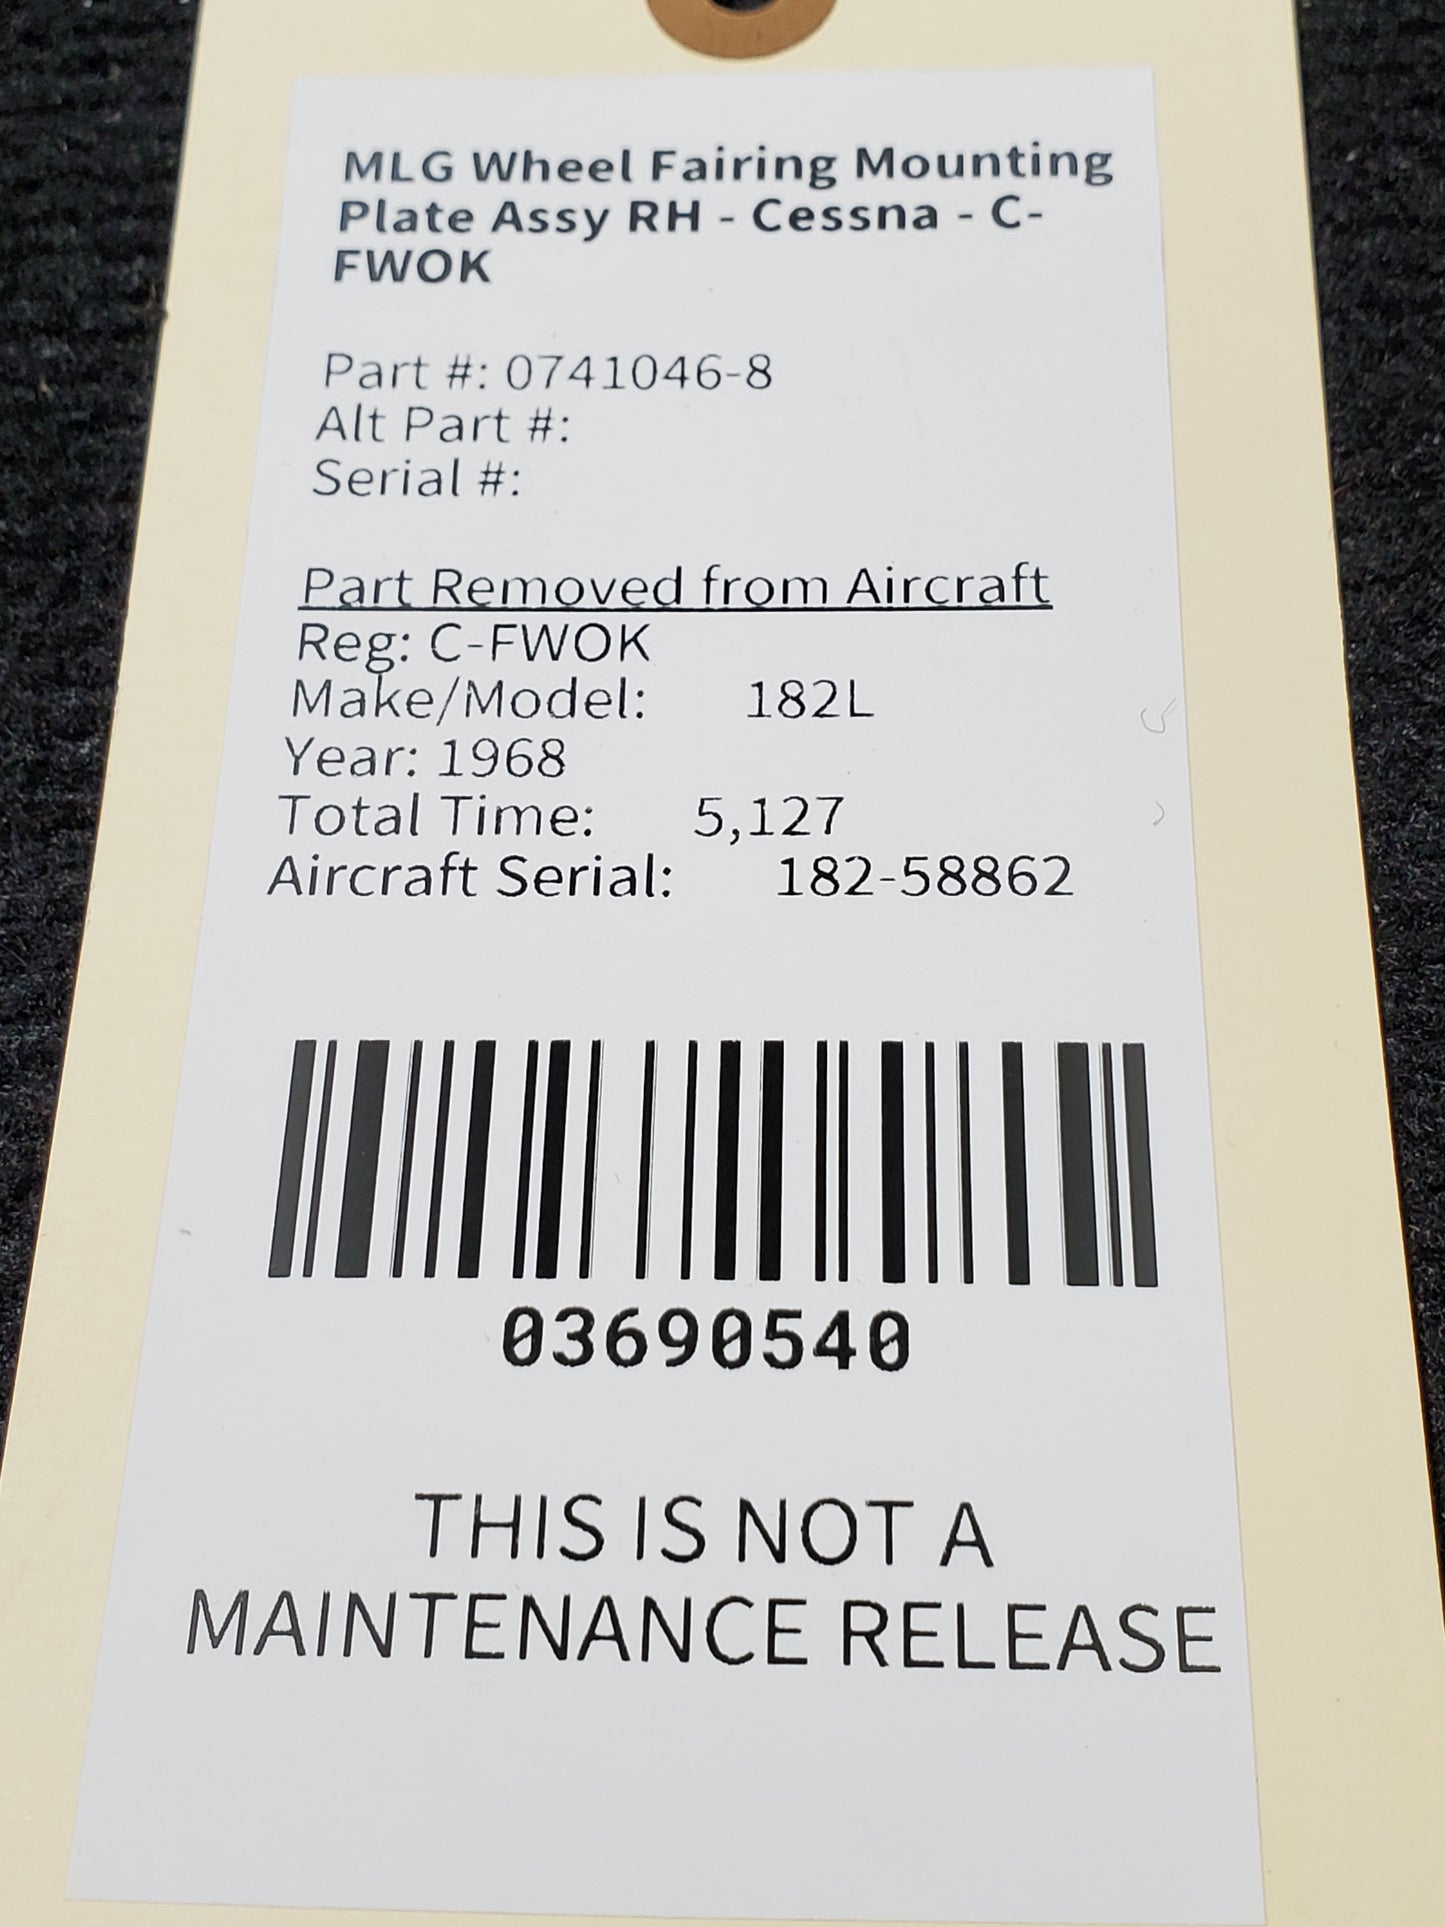 MLG Wheel Fairing Mounting
Plate Assy RH - Cessna - C-
FWOK
Part #: 0741046-8
Alt Part #:
Serial #:
Part Removed from Aircraft
Reg: C-FWOK
Make/Model: 182L
Year: 1968
Total Time: 5,127
Aircraft Serial: 182-58862
03690540
THIS IS NOT A
MAINTENANCE RELEASE